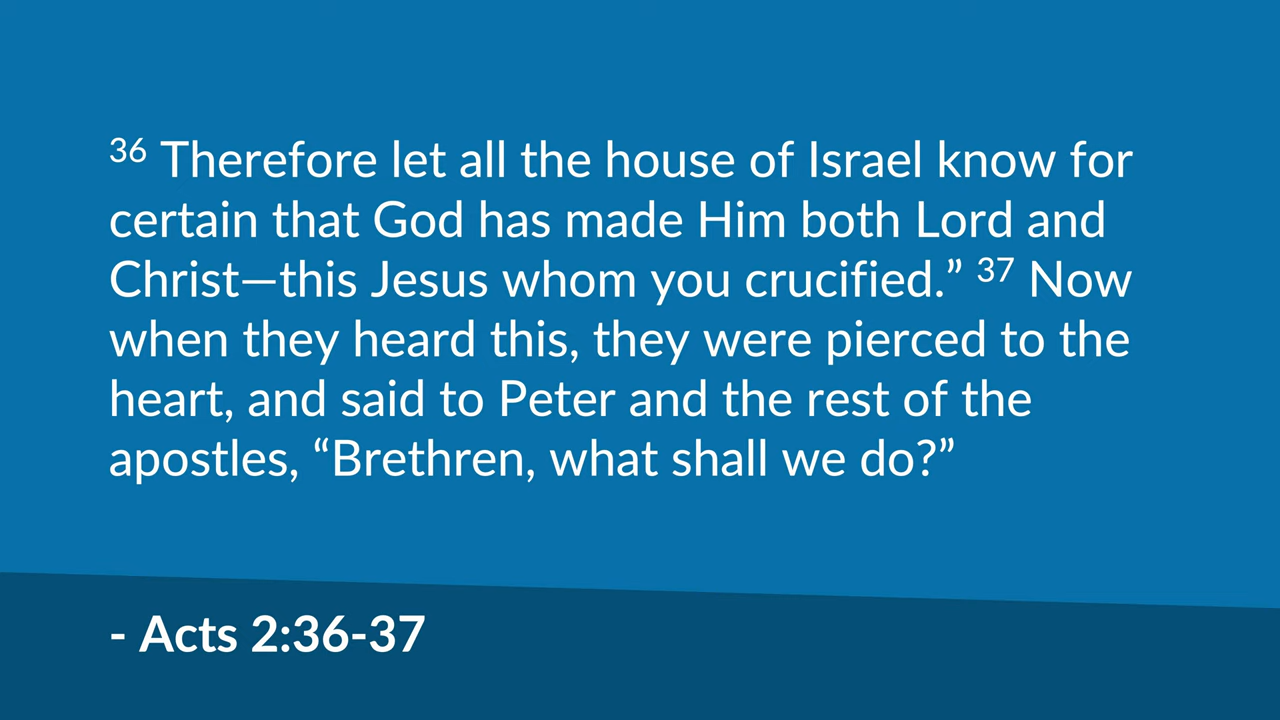 36 Therefore let all the house of Israel know for
certain that God has made Him both Lord and
Christ—this Jesus whom you crucified.” 37 Now
when they heard this, they were pierced to the
heart, and said to Peter and the rest of the
apostles, “Brethren, what shall we do?”
- Acts 2:36-37